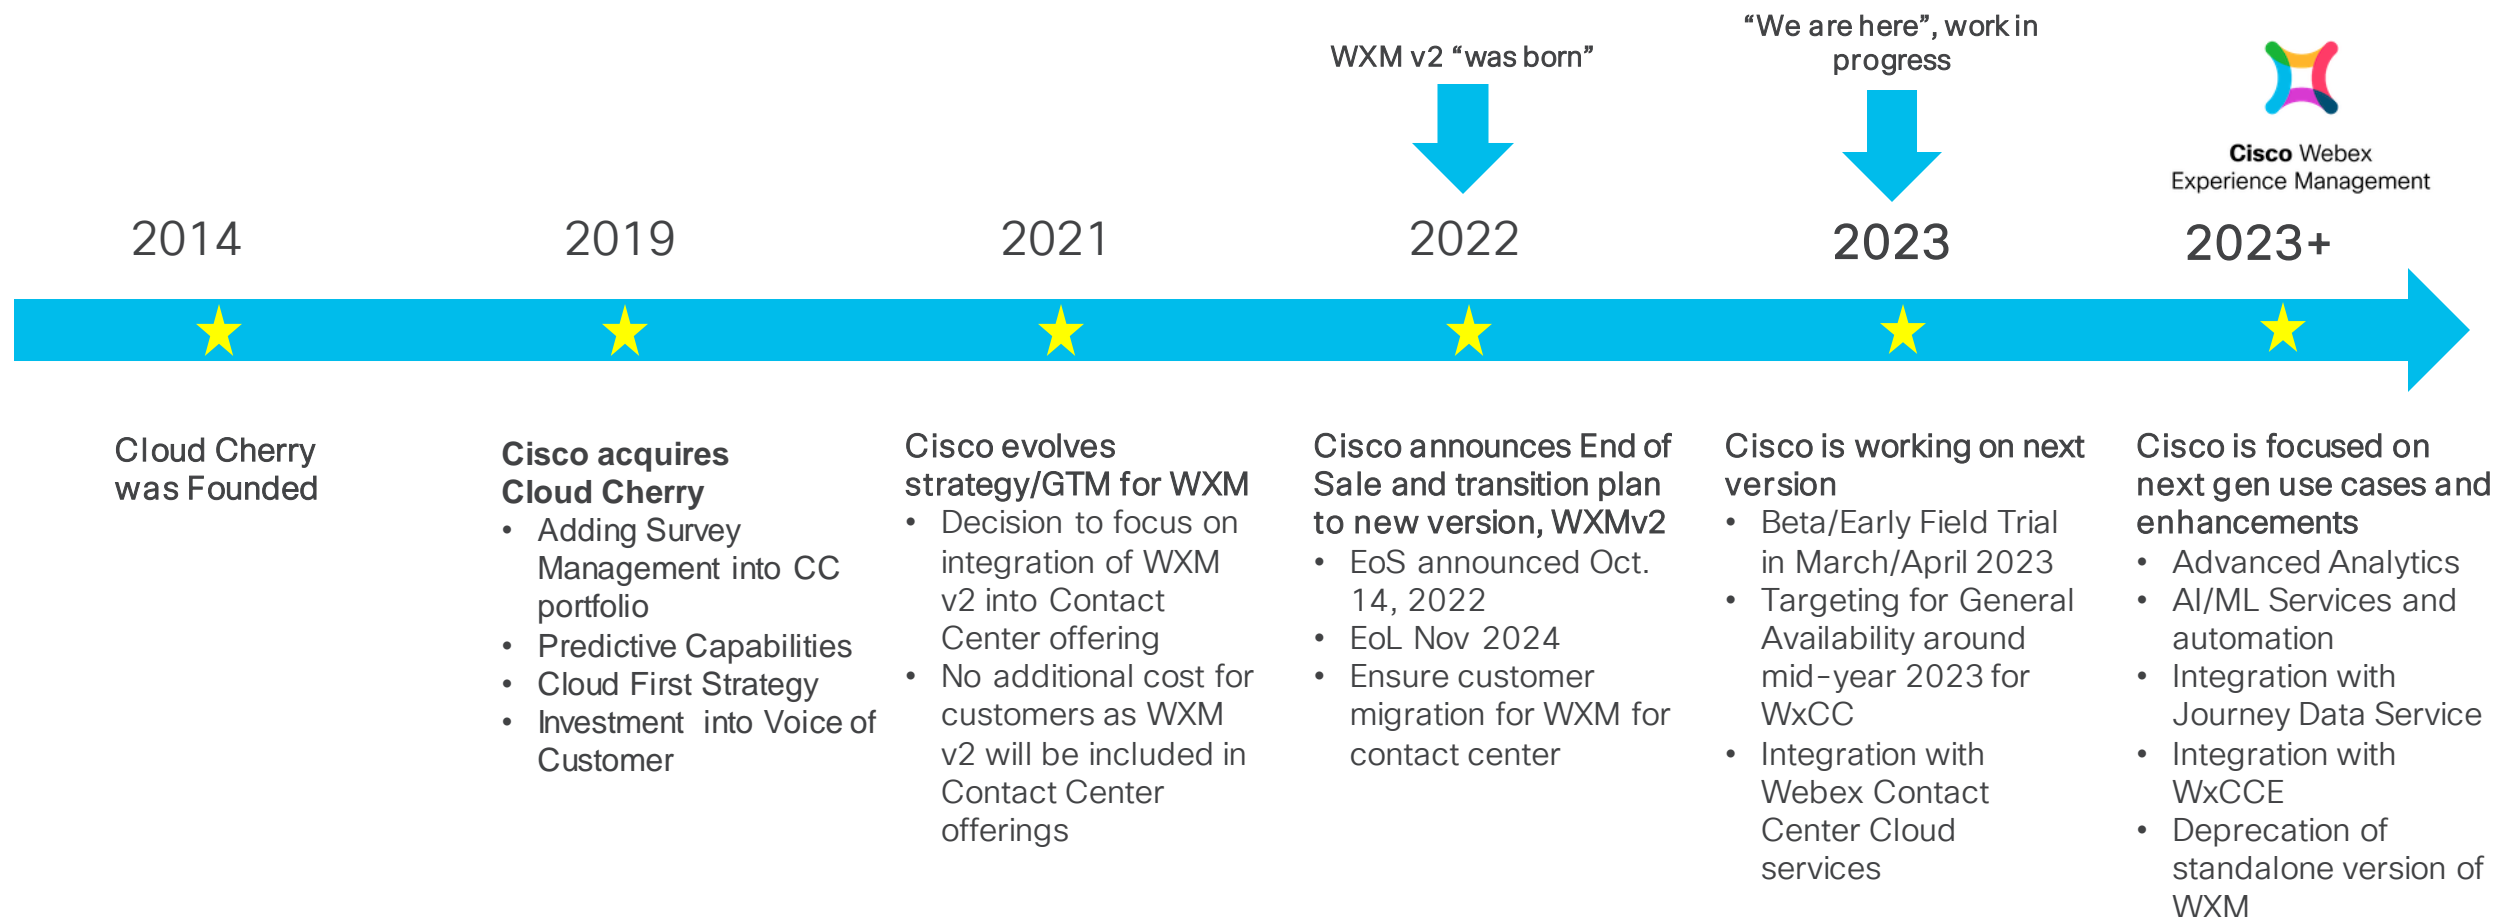 WXM v2 “was born”
“We are here”, work in
progress
Cisco Webex
Experience Management
2014
2019
2021
2022
2023
2023+
Cloud Cherry
was Founded
Cisco acquires
Cloud Cherry
• Adding Survey
Management into CC
portfolio
• Predictive Capabilities
• Cloud First Strategy
• Investment into Voice of
Customer
Cisco evolves
strategy/GTM for WXM
• Decision to focus on
integration of WXM
v2 into Contact
Center offering
• No additional cost for
customers as WXM
v2 will be included in
Contact Center
offerings
Cisco announces End of
Sale and transition plan
to new version, WXMv2
• EoS announced Oct.
14, 2022
• EoL Nov 2024
• Ensure customer
migration for WXM for
contact center
Cisco is working on next
version
• Beta/Early Field Trial
in March/April 2023
• Targeting for General
Availability around
mid-year 2023 for
WxCC
• Integration with
Webex Contact
Center Cloud
services
Cisco is focused on
next gen use cases and
enhancements
• Advanced Analytics
• AI/ML Services and
automation
• Integration with
Journey Data Service
• Integration with
WxCCE
• Deprecation of
standalone version of
WXM